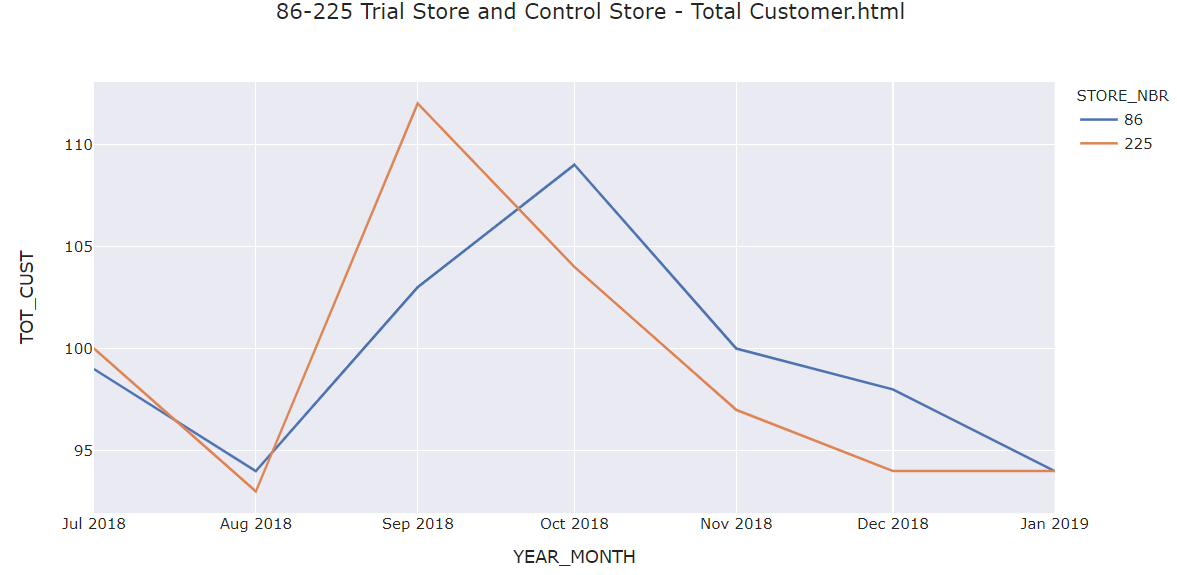 86-225 Trial Store and Control Store - Total Customer.html
STORE_NBR
86
225
TOT_CUST
110
105
100
95
Jul 2018 Aug 2018 Sep 2018 Oct 2018 Nov 2018 Dec 2018 Jan 2019
YEAR_MONTH